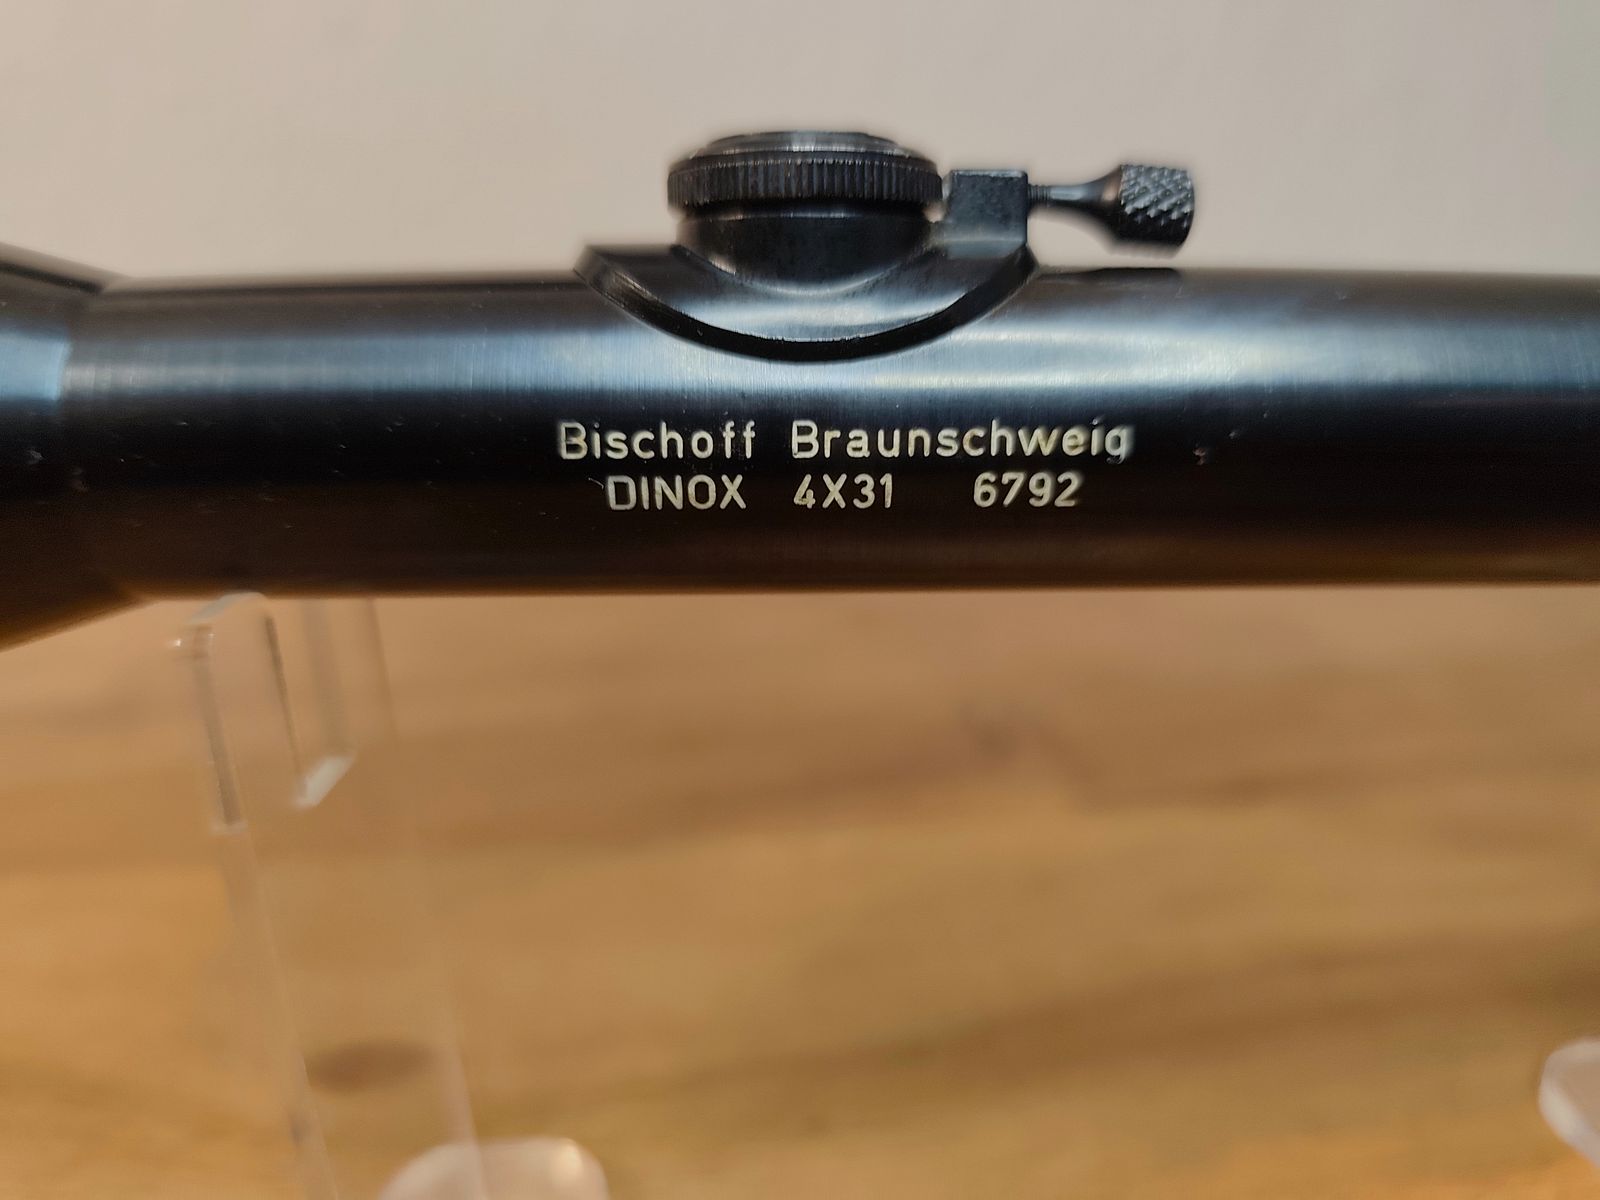 Bischoff Braunschweig
DINOX 4X31 6792